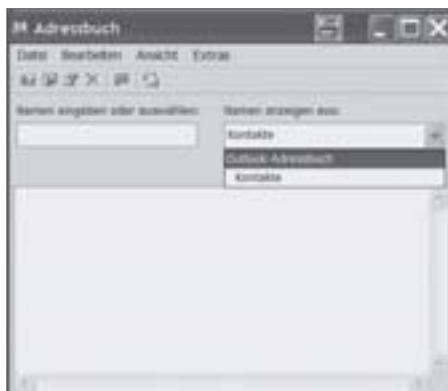 Adressbuch
Datei Bearbeiten Ansicht Extras
Namen eingeben oder auswählen: Namen anzeigen aus:
Kontakte
Outlook-Adressbuch
Kontakte